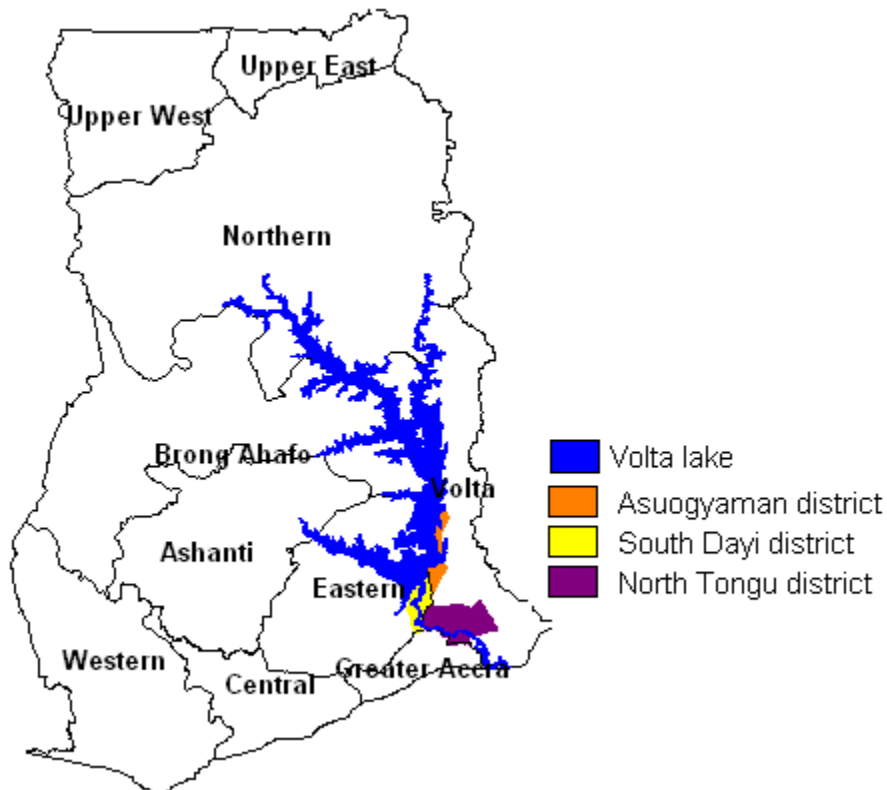 Upper East
Upper West
Northern
Brong Ahafo
Volta
Ashanti
Eastern
Western
Central
Greater Accra
Volta lake
Asuogyaman district
South Dayi district
North Tongu district